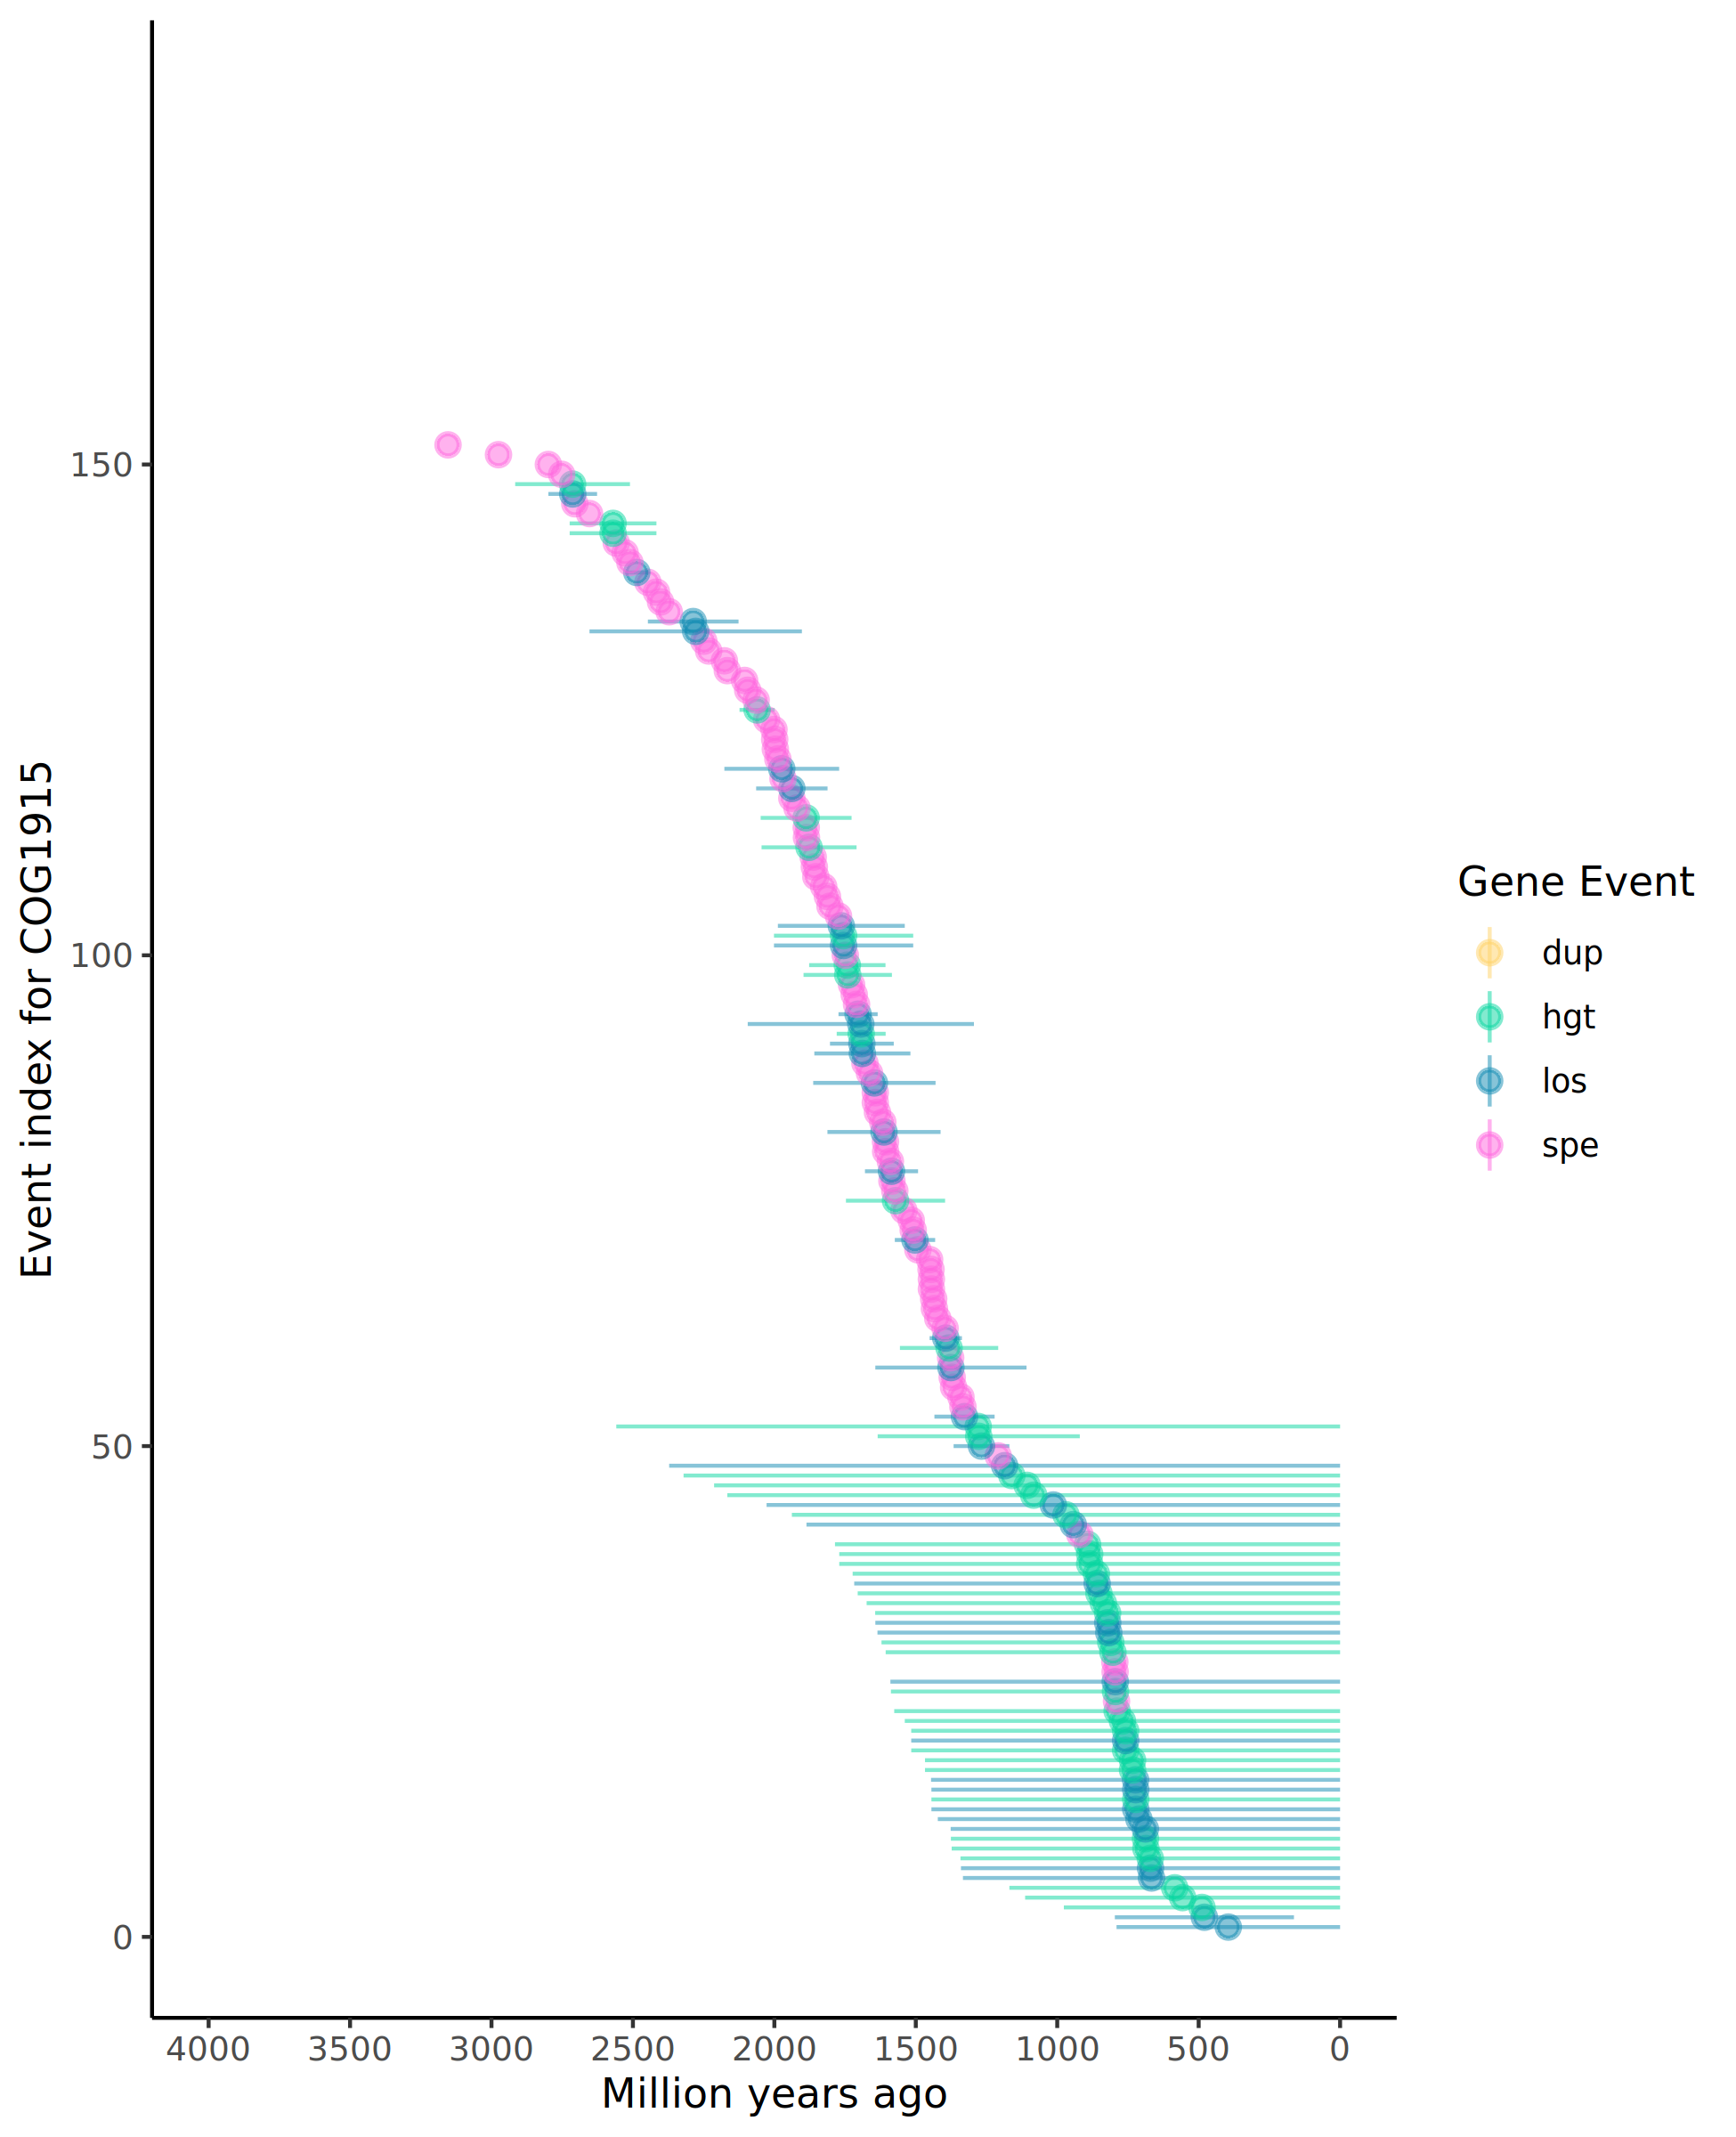 Event index for COG1915
150
100
50
0
4000 3500 3000 2500 2000 1500 1000 500 0
Million years ago
Gene Event
dup
hgt
los
spe